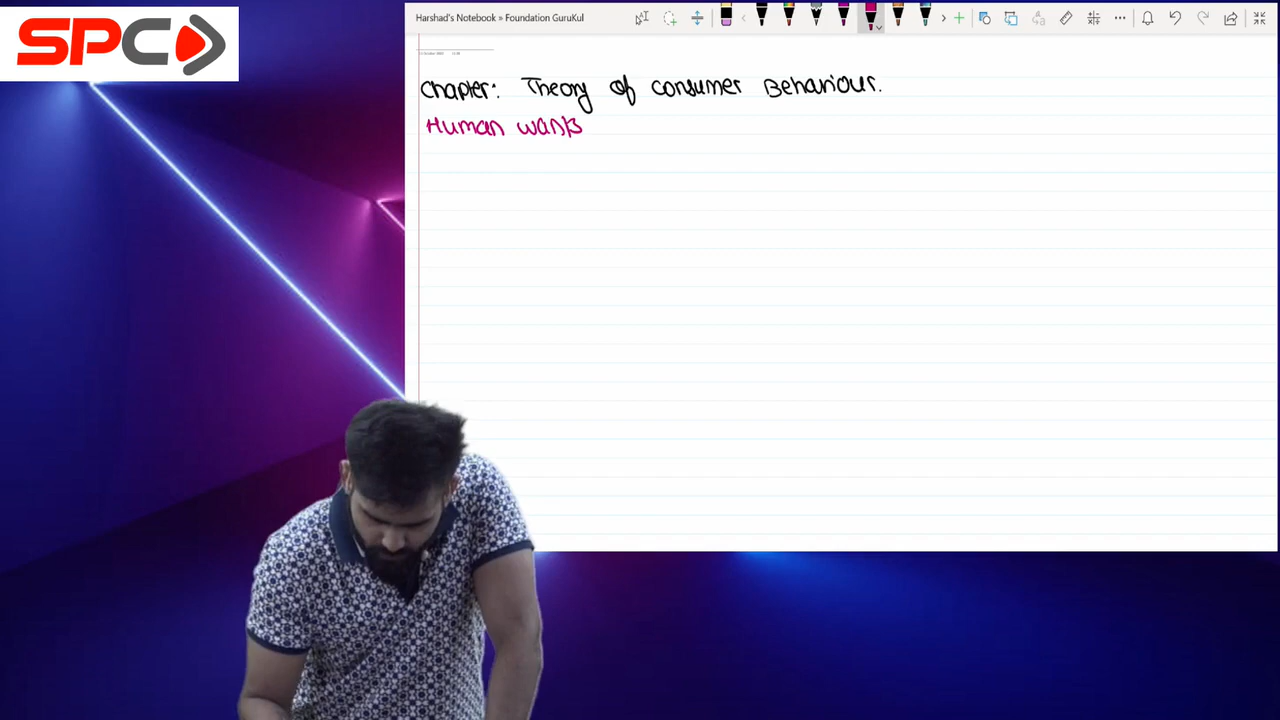 SPC
Harshad's Notebook » Foundation GuruKul
Chapter: Theory of consumer Behaviour.
Human wants